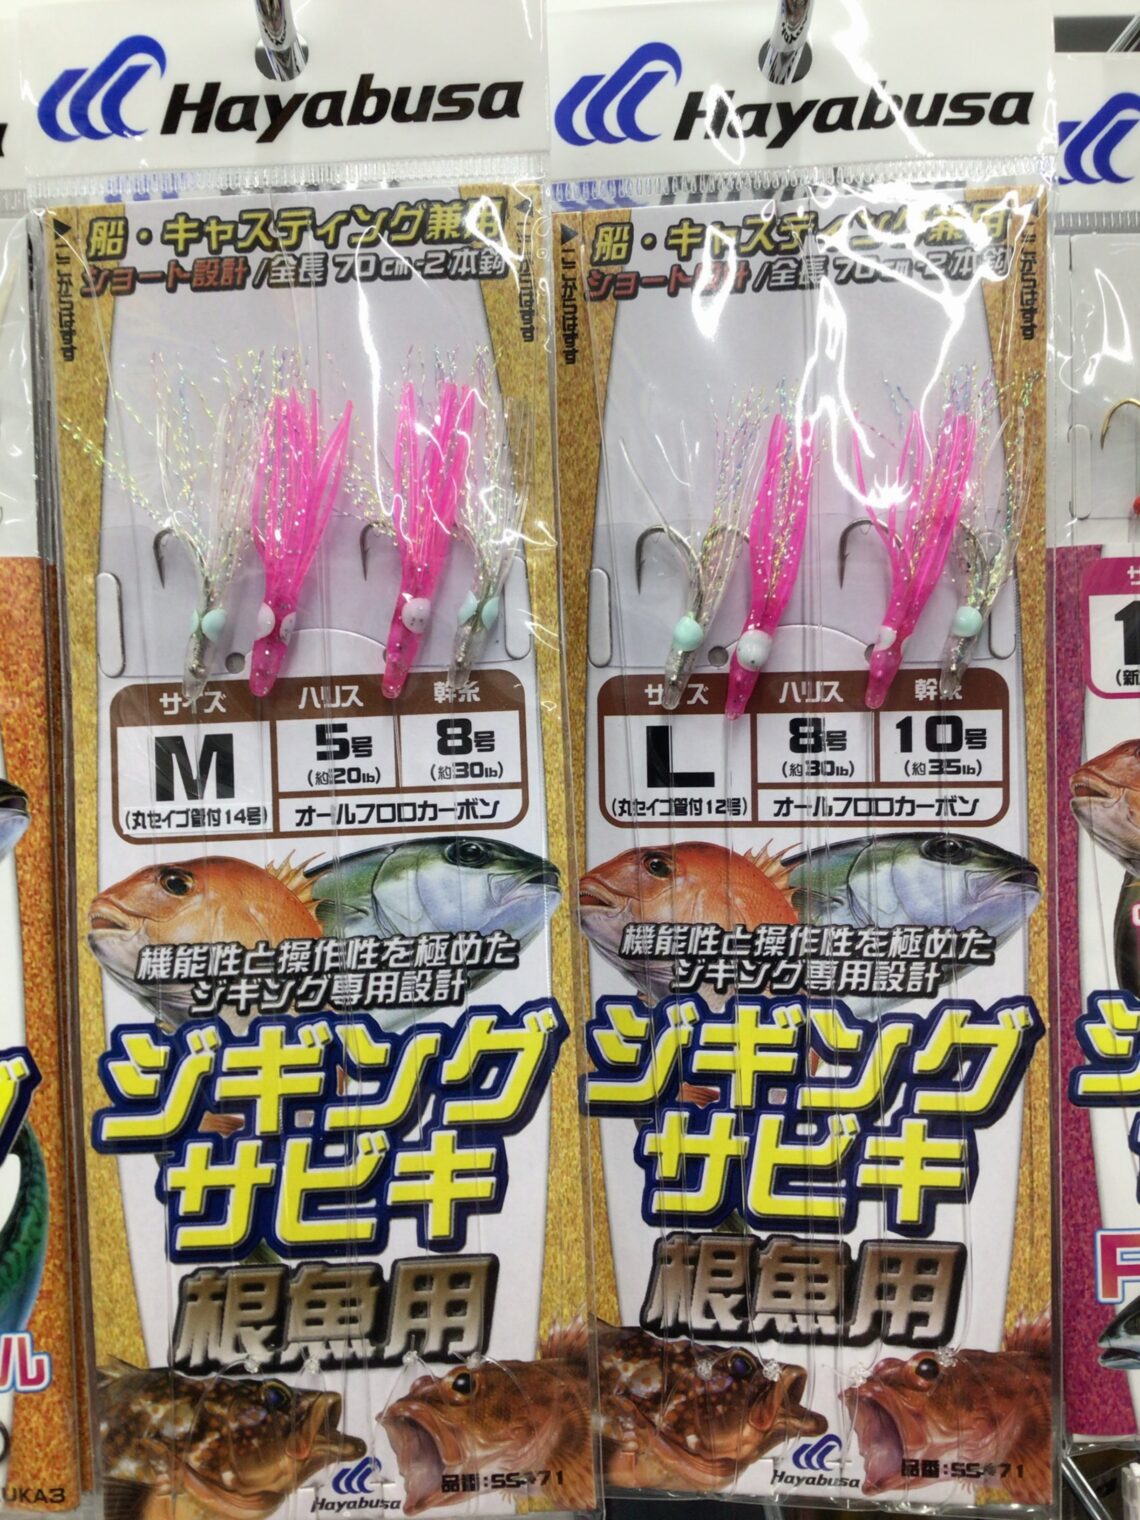 Hayabusa
船・キャスティング兼用
ショート設計/全長70cm・2本鈎
ここからはずす
サイズ
ハリス
幹糸
M
5号
8号
(約20lb)
(約30lb)
(丸セイゴ管付14号)
オールフロロカーボン
機能性と操作性を極めた
ジギング専用設計
ジギング
サビキ
根魚用
Hayabusa
Hayabusa
船・キャスティング兼用
ショート設計/全長70cm・2本鈎
ここからはずす
サイズ
ハリス
幹糸
L
8号
10号
(約30lb)
(約35lb)
(丸セイゴ管付12号)
オールフロロカーボン
機能性と操作性を極めた
ジギング専用設計
ジギング
サビキ
根魚用
Hayabusa
グ
ル
UKA3